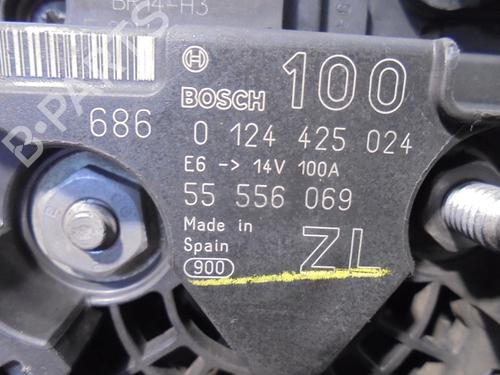 BOSCH 100
686 0 124 425 024
E6 -> 14V 100A
55 556 069
Made in
Spain ZL
900
B-PARTS